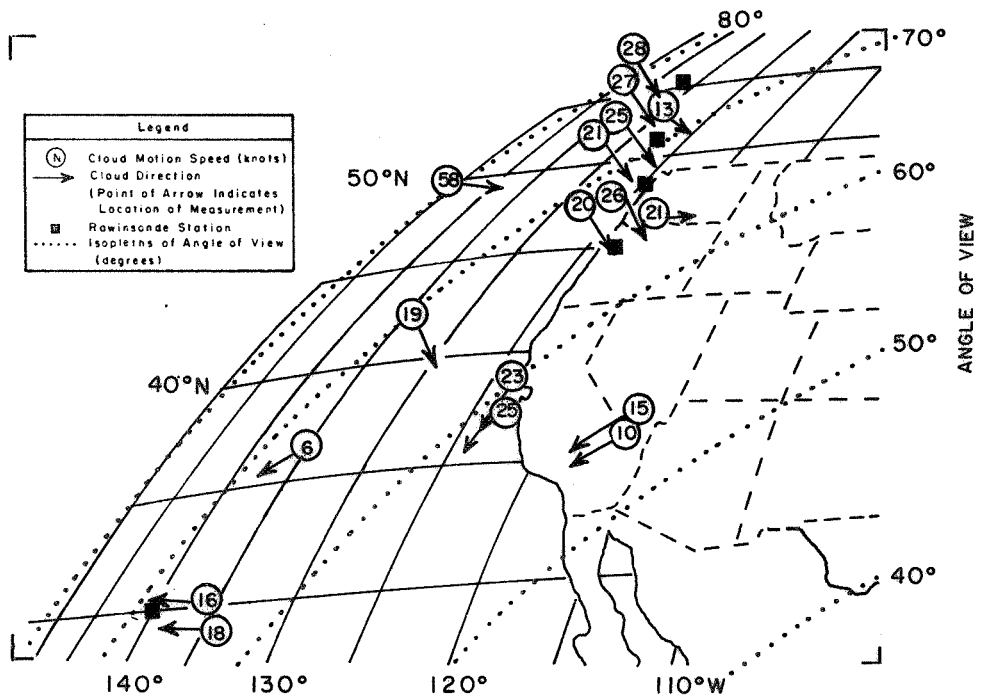 80°
70°
28
27
13
25
21
Legend
N Cloud Motion Speed (knots)
Cloud Direction
(Point of Arrow Indicates
Location of Measurement)
Rawinsonde Station
Isopleths of Angle of View
(degrees)
50°N
58
60°
26
20
21
ANGLE OF VIEW
19
50°
40°N
23
25
15
10
6
40°
16
18
140°
130°
120°
110°W